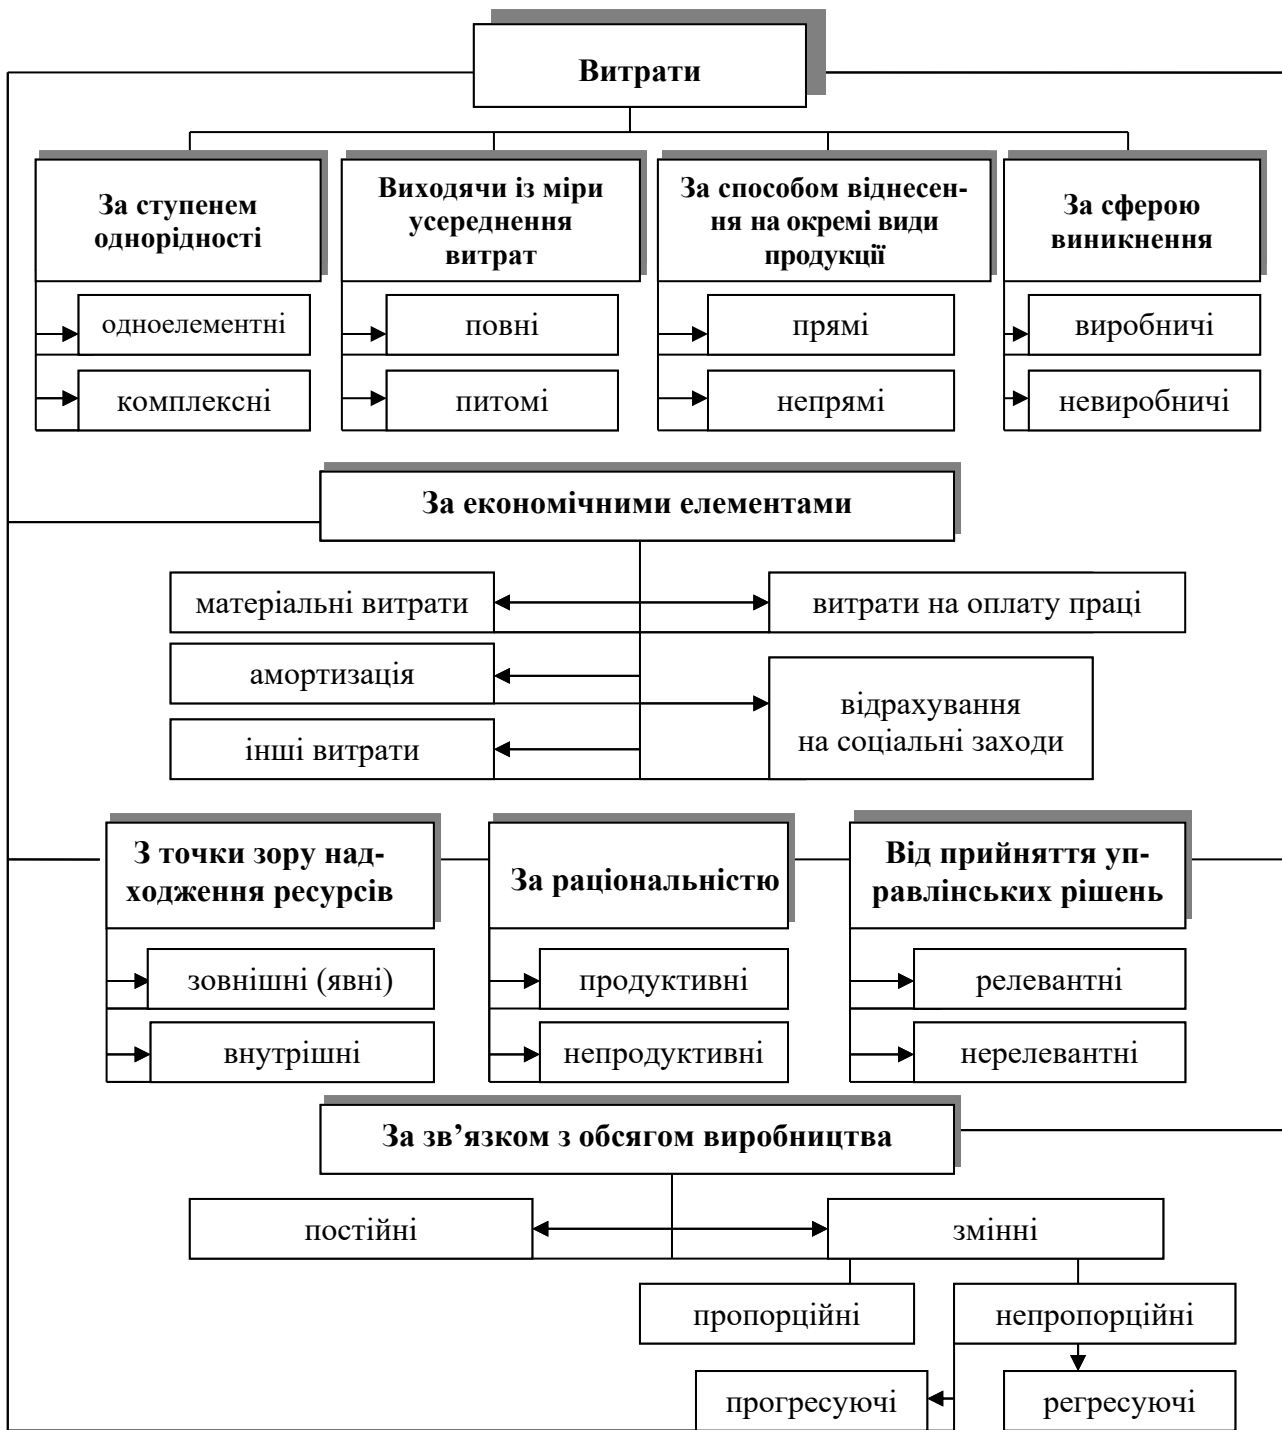 Витрати
За ступенем
однорідності
Виходячи із міри
усереднення
витрат
За способом віднесен-
ня на окремі види
продукції
За сферою
виникнення
одноелементні
повні
прямі
виробничі
комплексні
питомі
непрямі
невиробничі
За економічними елементами
матеріальні витрати
витрати на оплату праці
амортизація
відрахування
на соціальні заходи
інші витрати
З точки зору над-
ходження ресурсів
За раціональністю
Від прийняття уп-
равлінських рішень
зовнішні (явні)
продуктивні
релевантні
внутрішні
непродуктивні
нерелевантні
За зв’язком з обсягом виробництва
постійні
змінні
пропорційні
непропорційні
прогресуючі
регресуючі